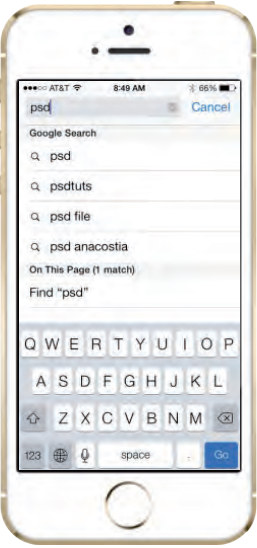 AT&T 8:49 AM 66%
psd Cancel
Google Search
psd
psdtuts
psd file
psd anacostia
On This Page (1 match)
Find “psd”
Q W E R T Y U I O P
A S D F G H J K L
Z X C V B N M
123 space . Go